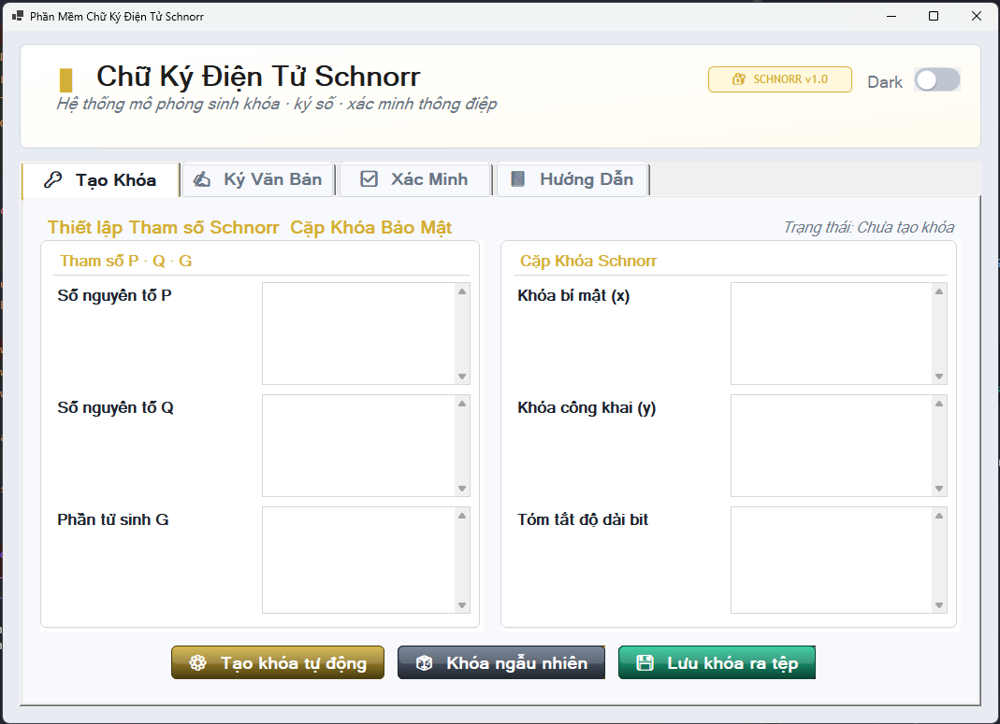 Phần Mềm Chữ Ký Điện Tử Schnorr
Chữ Ký Điện Tử Schnorr
Hệ thống mô phỏng sinh khóa · ký số · xác minh thông điệp
SCHNORR v1.0
Dark
Tạo Khóa
Ký Văn Bản
Xác Minh
Hướng Dẫn
Thiết lập Tham số Schnorr Cặp Khóa Bảo Mật
Trạng thái: Chưa tạo khóa
Tham số P · Q · G
Số nguyên tố P
Số nguyên tố Q
Phần tử sinh G
Cặp Khóa Schnorr
Khóa bí mật (x)
Khóa công khai (y)
Tóm tắt độ dài bit
Tạo khóa tự động
Khóa ngẫu nhiên
Lưu khóa ra tệp